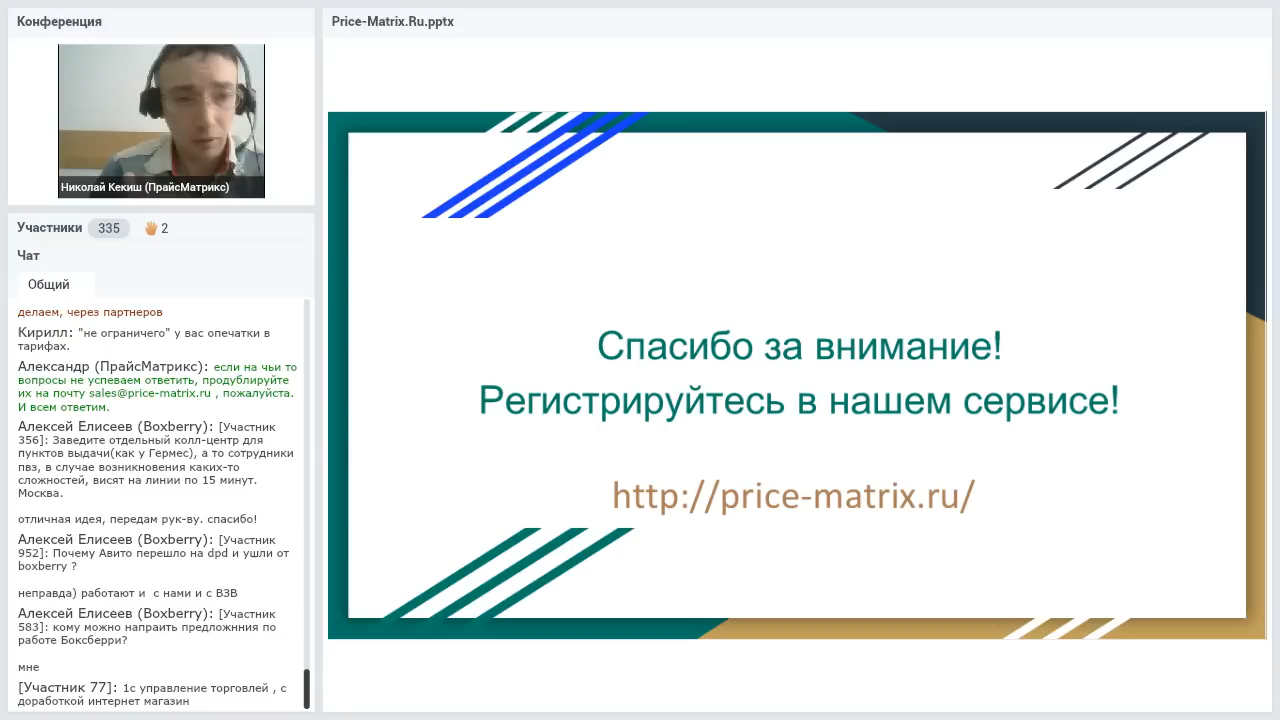 Конференция
Николай Кекиш (ПрайсМатрикс)
Участники 335 2
Чат
Общий
делаем, через партнеров
Кирилл: "не ограничего" у вас опечатки в
тарифах.
Александр (ПрайсМатрикс): если на чьи то
вопросы не успеваем ответить, продублируйте
их на почту sales@price-matrix.ru , пожалуйста.
И всем ответим.
Алексей Елисеев (Boxberry): [Участник
356]: Заведите отдельный колл-центр для
пунктов выдачи(как у Гермес), а то сотрудники
пвз, в случае возникновения каких-то
сложностей, висят на линии по 15 минут.
Москва.
отличная идея, передам рук-ву. спасибо!
Алексей Елисеев (Boxberry): [Участник
952]: Почему Авито перешло на dpd и ушли от
boxberry ?
неправда) работают и с нами и с ВЗВ
Алексей Елисеев (Boxberry): [Участник
583]: кому можно напраить предложнния по
работе Боксберри?
мне
[Участник 77]: 1с управление торговлей , с
доработкой интернет магазин
Price-Matrix.Ru.pptx
Спасибо за внимание!
Регистрируйтесь в нашем сервисе!
http://price-matrix.ru/